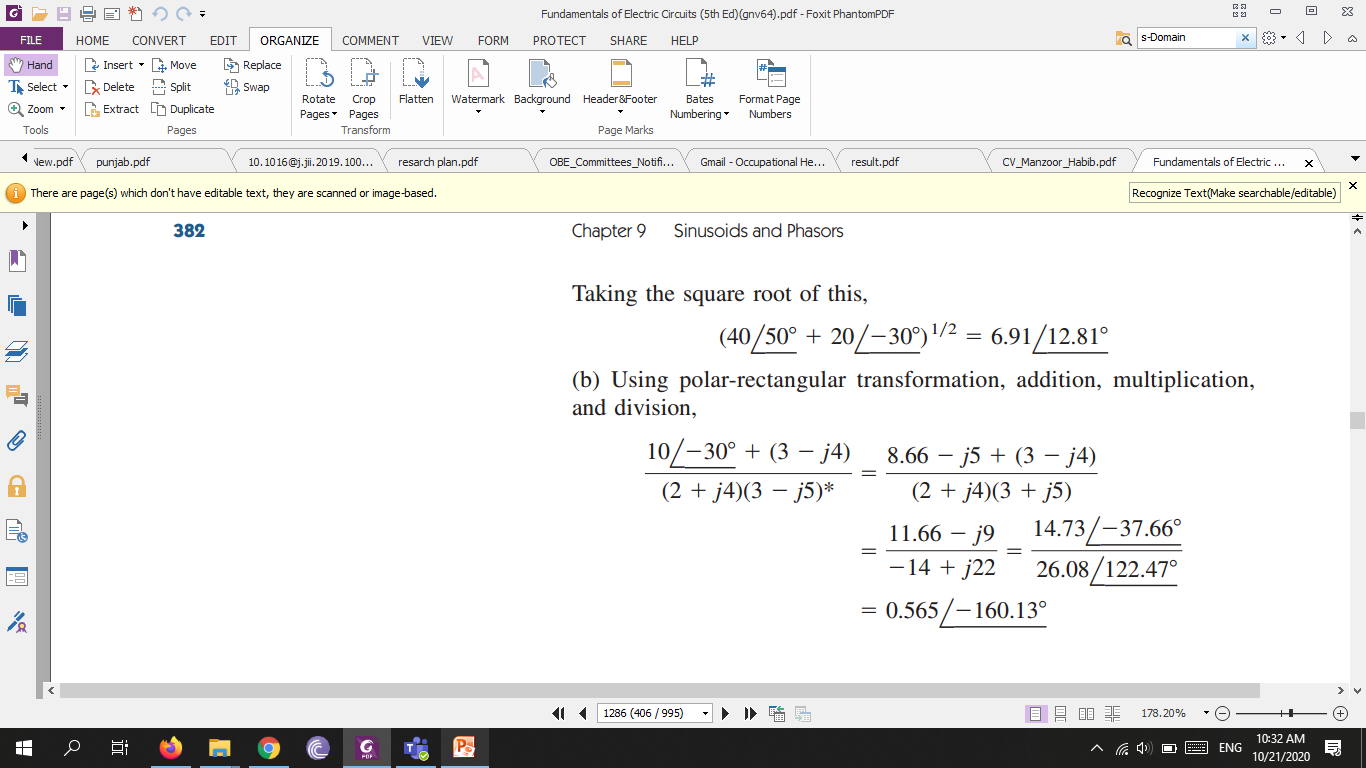 Fundamentals of Electric Circuits (5th Ed)(gnv64).pdf - Foxit PhantomPDF
FILE HOME CONVERT EDIT ORGANIZE COMMENT VIEW FORM PROTECT SHARE HELP s-Domain
Hand Insert Move Replace
Select Delete Split Swap
Zoom Extract Duplicate
Rotate Pages Crop Pages Flatten Watermark Background Header&Footer Bates Numbering Format Page Numbers
Tools Pages Transform Page Marks
View.pdf punjab.pdf 10.1016@j.jii.2019.100... resarch plan.pdf OBE_Committees_Notifi... Gmail - Occupational He... result.pdf CV_Manzoor_Habib.pdf Fundamentals of Electric ...
There are page(s) which don't have editable text, they are scanned or image-based. Recognize Text(Make searchable/editable)
382 Chapter 9 Sinusoids and Phasors
Taking the square root of this,
(40∠50° + 20∠−30°)^1/2 = 6.91∠12.81°
(b) Using polar-rectangular transformation, addition, multiplication,
and division,
10∠−30° + (3 − j4) / (2 + j4)(3 − j5)* = 8.66 − j5 + (3 − j4) / (2 + j4)(3 + j5)
= 11.66 − j9 / −14 + j22 = 14.73∠−37.66° / 26.08∠122.47°
= 0.565∠−160.13°
1286 (406 / 995) 178.20%
ENG 10:32 AM
10/21/2020